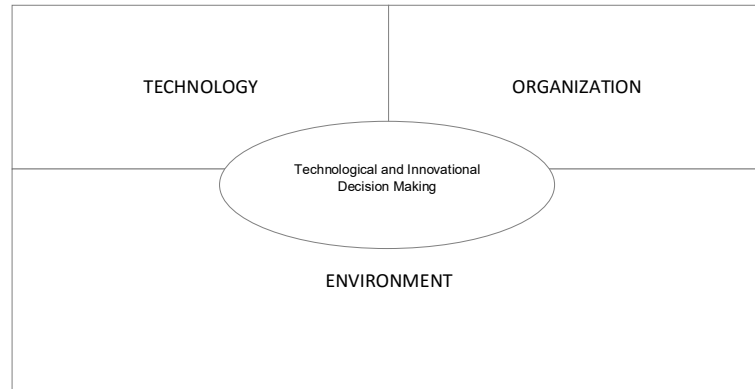 TECHNOLOGY
ORGANIZATION
Technological and Innovational
Decision Making
ENVIRONMENT